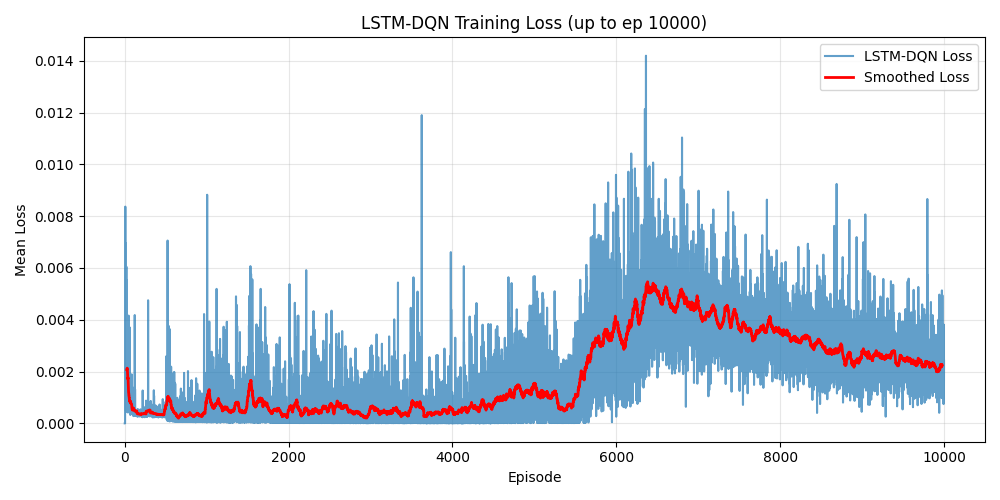 LSTM-DQN Training Loss (up to ep 10000)
LSTM-DQN Loss
Smoothed Loss
Mean Loss
0.014
0.012
0.010
0.008
0.006
0.004
0.002
0.000
0 2000 4000 6000 8000 10000
Episode